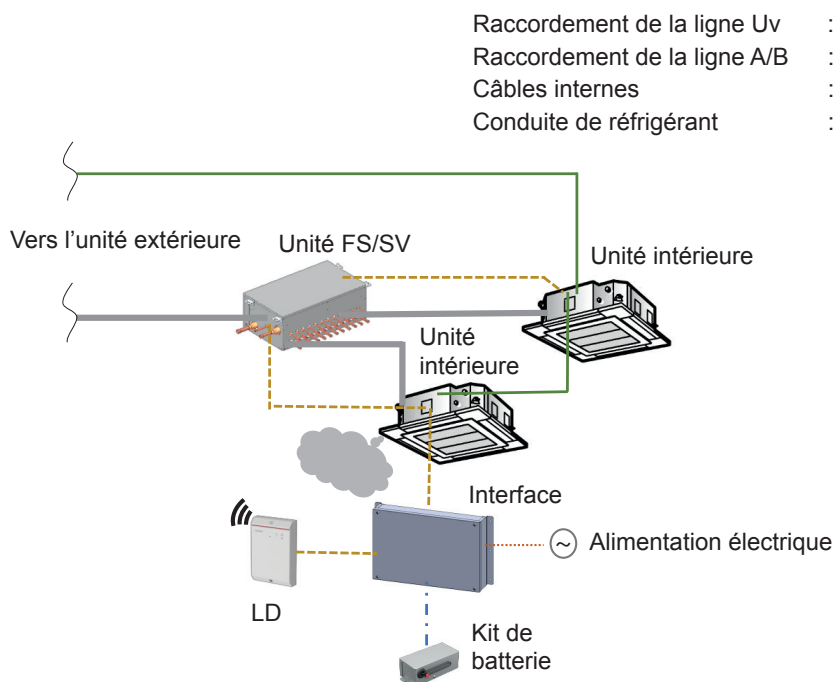 Raccordement de la ligne Uv :
Raccordement de la ligne A/B :
Câbles internes :
Conduite de réfrigérant :
Vers l’unité extérieure
Unité FS/SV
Unité intérieure
Unité
intérieure
Interface
Alimentation électrique
LD
Kit de
batterie